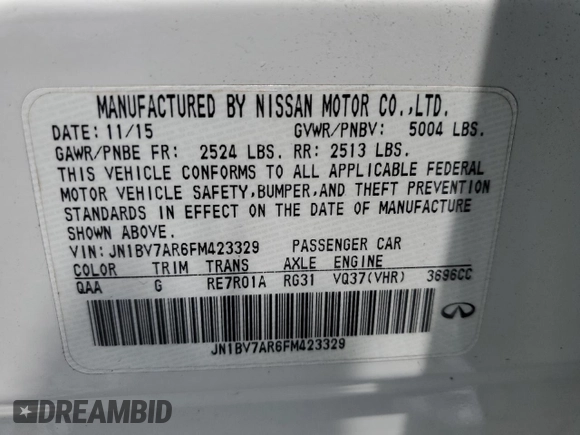 MANUFACTURED BY NISSAN MOTOR CO.,LTD.
DATE: 11/15 GVWR/PNBV: 5004 LBS.
GAWR/PNBE FR: 2524 LBS. RR: 2513 LBS.
THIS VEHICLE CONFORMS TO ALL APPLICABLE FEDERAL
MOTOR VEHICLE SAFETY,BUMPER,AND THEFT PREVENTION
STANDARDS IN EFFECT ON THE DATE OF MANUFACTURE
SHOWN ABOVE.
VIN: JN1BV7AR6FM423329 PASSENGER CAR
COLOR TRIM TRANS AXLE ENGINE
QAA G RE7R01A RG31 VQ37(VHR) 3696CC
JN1BV7AR6FM423329
DREAMBID